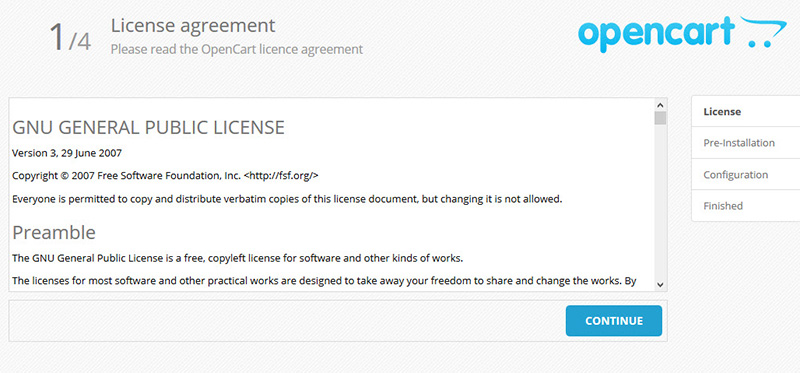 1/4
License agreement
Please read the OpenCart licence agreement
opencart
GNU GENERAL PUBLIC LICENSE
Version 3, 29 June 2007
Copyright © 2007 Free Software Foundation, Inc. <http://fsf.org/>
Everyone is permitted to copy and distribute verbatim copies of this license document, but changing it is not allowed.
Preamble
The GNU General Public License is a free, copyleft license for software and other kinds of works.
The licenses for most software and other practical works are designed to take away your freedom to share and change the works. By
CONTINUE
License
Pre-Installation
Configuration
Finished